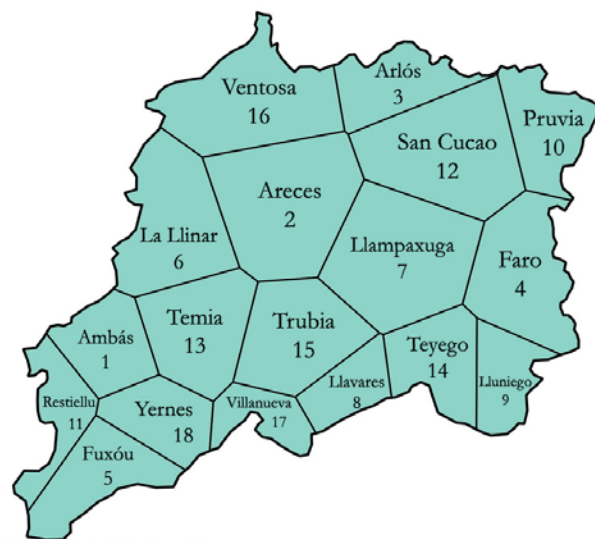 Ventosa
16
Arlós
3
Pruvia
10
San Cucao
12
Areces
2
La Llinar
6
Llampaxuga
7
Faro
4
Ambás
1
Temia
13
Trubia
15
Teyego
14
Lluniego
9
Restiellu
11
Yernes
18
Villanueva
17
Llavares
8
Fuxóu
5